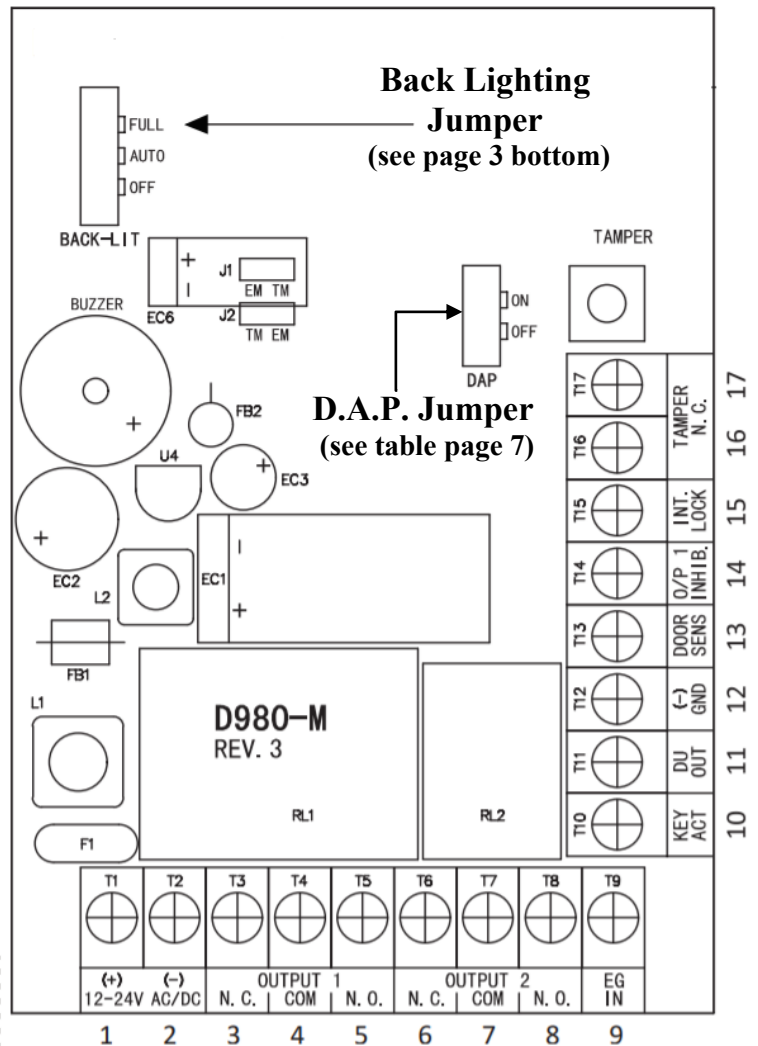 Back Lighting
Jumper
(see page 3 bottom)
FULL
AUTO
OFF
BACK-LIT
TAMPER
+
−
J1
EM TM
EC6
J2
TM EM
ON
OFF
DAP
BUZZER
+
FB2
D.A.P. Jumper
(see table page 7)
U4
+
EC3
+
EC2
L2
EC1
−
+
FB1
L1
D980-M
REV. 3
RL1
RL2
F1
T17
T16
TAMPER
N.C.
17
16
T15
INT.
LOCK
15
T14
O/P 1
INHIB.
14
T13
DOOR
SENS
13
T12
(-)
GND
12
T11
DU
OUT
11
T10
KEY
ACT
10
T1 T2 T3 T4 T5 T6 T7 T8 T9
(+) (-) OUTPUT 1 OUTPUT 2 EG
12-24V AC/DC N.C. COM N.O. N.C. COM N.O. IN
1 2 3 4 5 6 7 8 9